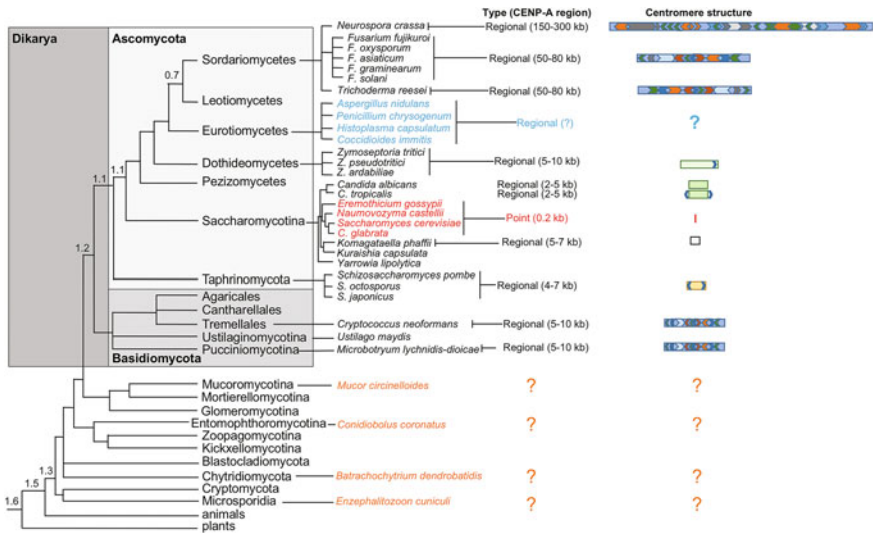 Type (CENP-A region) Centromere structure
Dikarya Ascomycota
Neurospora crassa Regional (150-300 kb)
Fusarium fujikuroi
F. oxysporum
Sordariomycetes F. asiaticum Regional (50-80 kb)
F. graminearum
F. solani
0.7
Trichoderma reesei Regional (50-80 kb)
Leotiomycetes
Aspergillus nidulans
Penicillium chrysogenum
Eurotiomycetes Regional (?) ?
Histoplasma capsulatum
Coccidioides immitis
Zymoseptoria tritici
Dothideomycetes Z. pseudotritici Regional (5-10 kb)
Z. ardabiliae
1.1
1.1
Pezizomycetes
Candida albicans Regional (2-5 kb)
C. tropicalis Regional (2-5 kb)
Eremothicium gossypii
Naumovozyma castellii
Saccharomycotina Point (0.2 kb)
Saccharomyces cerevisiae
C. glabrata
Komagataella phaffii Regional (5-7 kb)
1.2
Kuraishia capsulata
Yarrowia lipolytica
Schizosaccharomyces pombe
Taphrinomycota S. octosporus Regional (4-7 kb)
S. japonicus
Agaricales
Cantharellales
Tremellales Cryptococcus neoformans Regional (5-10 kb)
Ustilaginomycotina Ustilago maydis
Pucciniomycotina Microbotryum lychnidis-dioicae Regional (5-10 kb)
Basidiomycota
Mucoromycotina Mucor circinelloides ? ?
Mortierellomycotina
Glomeromycotina
Entomophthoromycotina Conidiobolus coronatus ? ?
Zoopagomycotina
Kickxellomycotina
Blastocladiomycota
1.3
Chytridiomycota Batrachochytrium dendrobatidis ? ?
1.5
Cryptomycota
1.6
Microsporidia Enzephalitozoon cuniculi ? ?
animals
plants